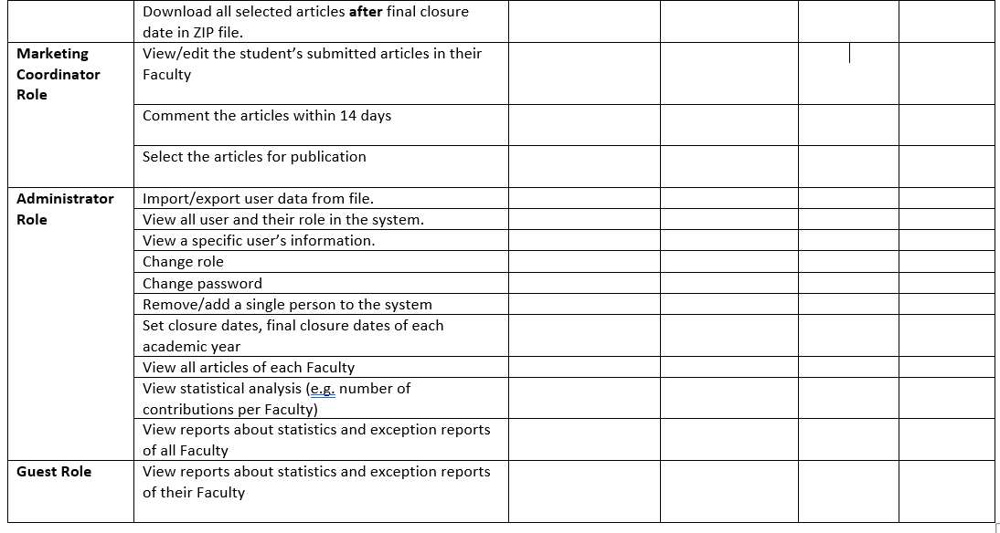 Download all selected articles after final closure
date in ZIP file.
Marketing
Coordinator
Role
View/edit the student's submitted articles in their
Faculty
Comment the articles within 14 days
Select the articles for publication
Administrator
Role
Import/export user data from file.
View all user and their role in the system.
View a specific user's information.
Change role
Change password
Remove/add a single person to the system
Set closure dates, final closure dates of each
academic year
View all articles of each Faculty
View statistical analysis (e.g. number of
contributions per Faculty)
View reports about statistics and exception reports
of all Faculty
Guest Role
View reports about statistics and exception reports
of their Faculty